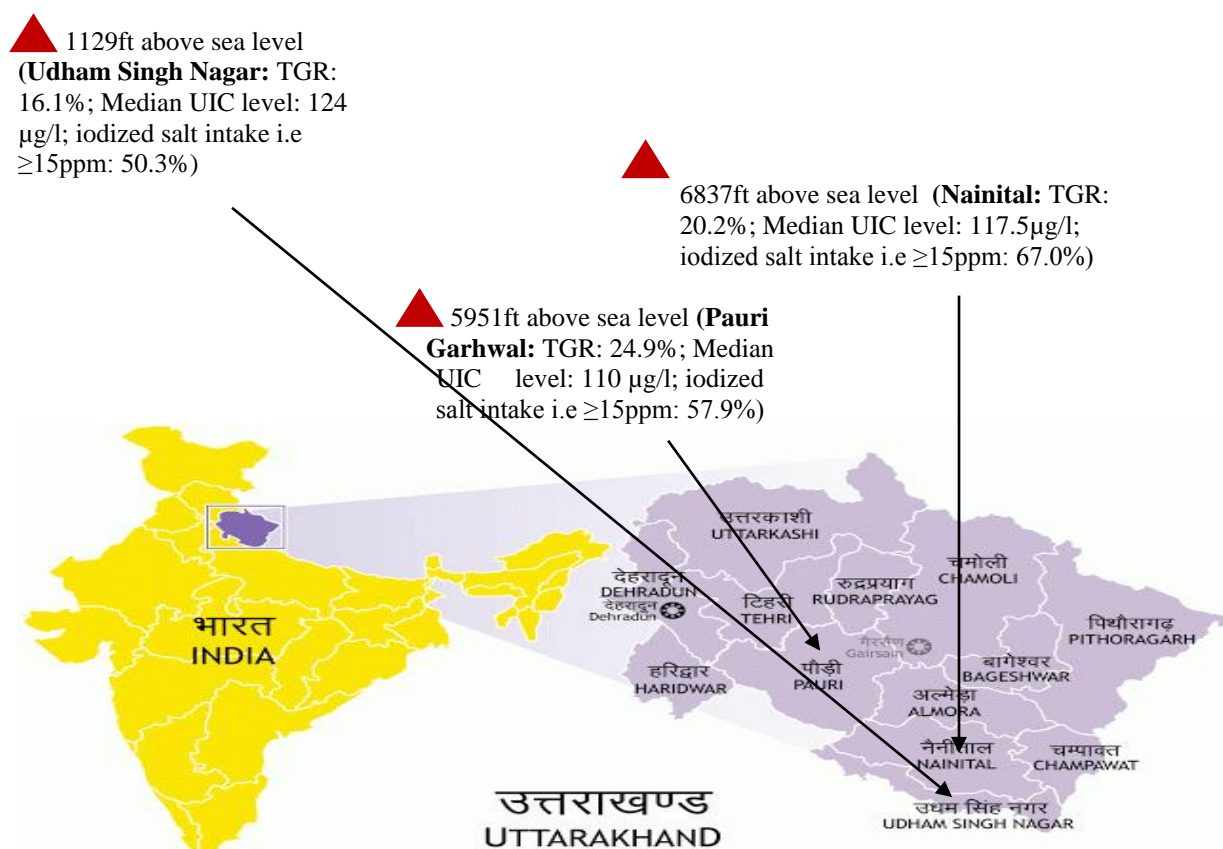 1129ft above sea level
(Udham Singh Nagar: TGR:
16.1%; Median UIC level: 124
µg/l; iodized salt intake i.e
≥15ppm: 50.3%)
6837ft above sea level (Nainital: TGR:
20.2%; Median UIC level: 117.5µg/l;
iodized salt intake i.e ≥15ppm: 67.0%)
5951ft above sea level (Pauri
Garhwal: TGR: 24.9%; Median
UIC level: 110 µg/l; iodized
salt intake i.e ≥15ppm: 57.9%)
उत्तरकाशी
UTTARKASHI
चमोली
CHAMOLI
देहरादून
DEHRADUN
देहरादून
Dehradun
टिहरी
TEHRI
रुद्रप्रयाग
RUDRAPRAYAG
पिथौरागढ़
PITHORAGARH
भारत
INDIA
हरिद्वार
HARIDWAR
पौड़ी
PAURI
गैरसैंण
Gairsain
बागेश्वर
BAGESHWAR
अल्मोड़ा
ALMORA
नैनीताल
NAINITAL
चम्पावत
CHAMPAWAT
उधम सिंह नगर
UDHAM SINGH NAGAR
उत्तराखण्ड
UTTARAKHAND